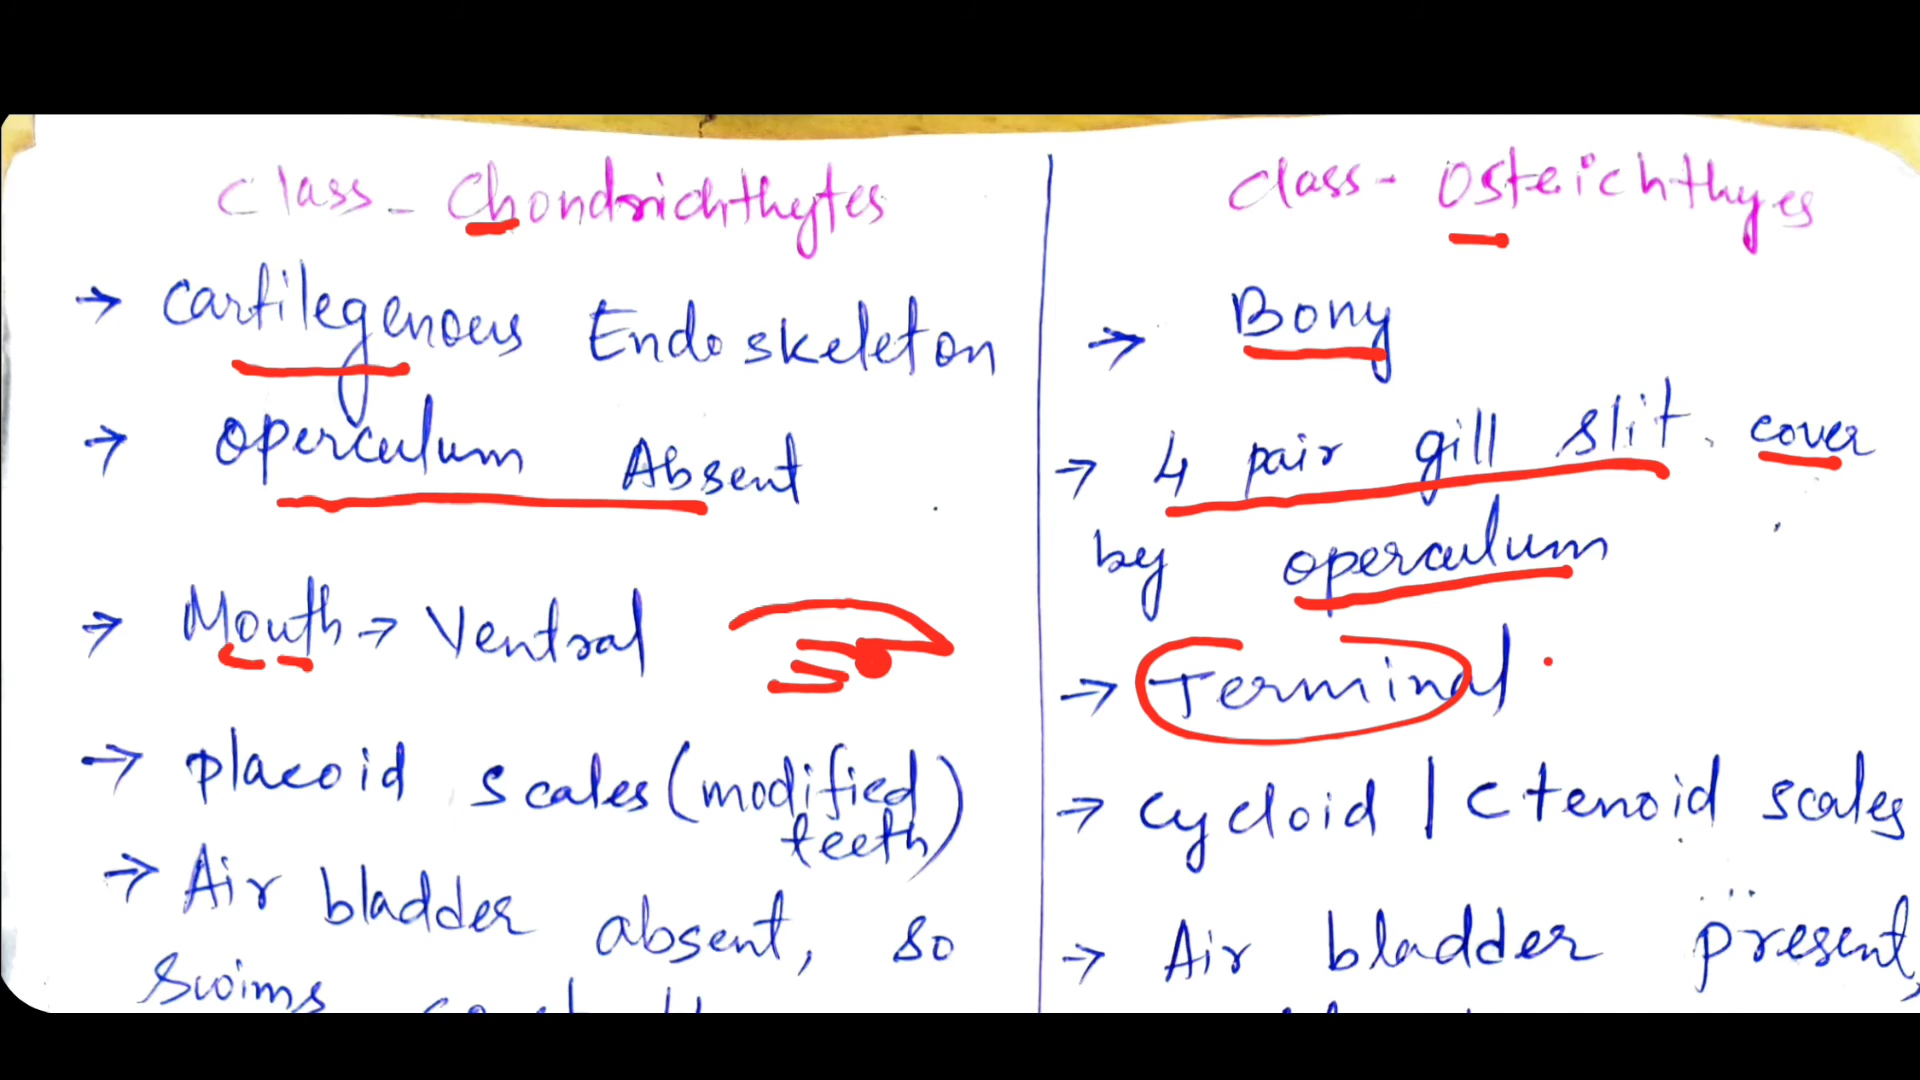 Class - Chondrichthytes
→ Cartilegenous Endoskeleton
→ Operculum Absent
→ Mouth → Ventral
→ placoid scales (modified
teeth)
→ Air bladder absent, so
swims
Class - Osteichthyes
→ Bony
→ 4 pair gill slit cover
by operculum
→ Terminal
→ cycloid / ctenoid scales
→ Air bladder present,